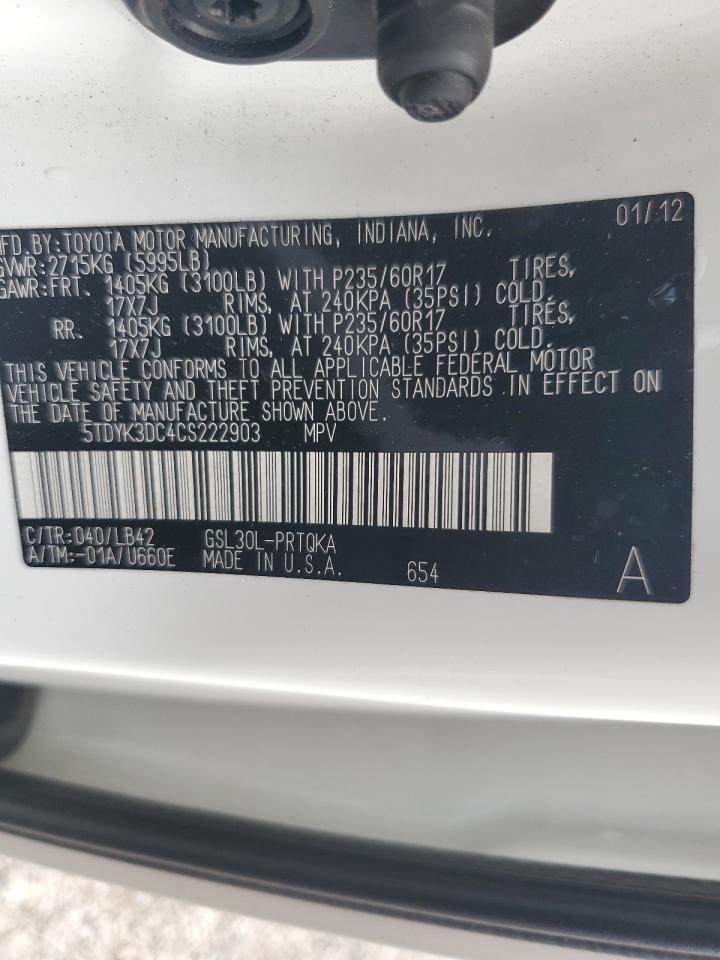 MFD. BY: TOYOTA MOTOR MANUFACTURING, INDIANA, INC. 01/12
GVWR: 2715KG (5995LB)
GAWR: FRT. 1405KG (3100LB) WITH P235/60R17 TIRES,
17X7J RIMS, AT 240KPA (35PSI) COLD.
RR. 1405KG (3100LB) WITH P235/60R17 TIRES,
17X7J RIMS, AT 240KPA (35PSI) COLD.
THIS VEHICLE CONFORMS TO ALL APPLICABLE FEDERAL MOTOR
VEHICLE SAFETY AND THEFT PREVENTION STANDARDS IN EFFECT ON
THE DATE OF MANUFACTURE SHOWN ABOVE.
5TDYK3DC4CS222903 MPV
C/TR: 040/LB42 GSL30L-PRTQKA
A/TM: -01A/U660E MADE IN U.S.A. 654 A